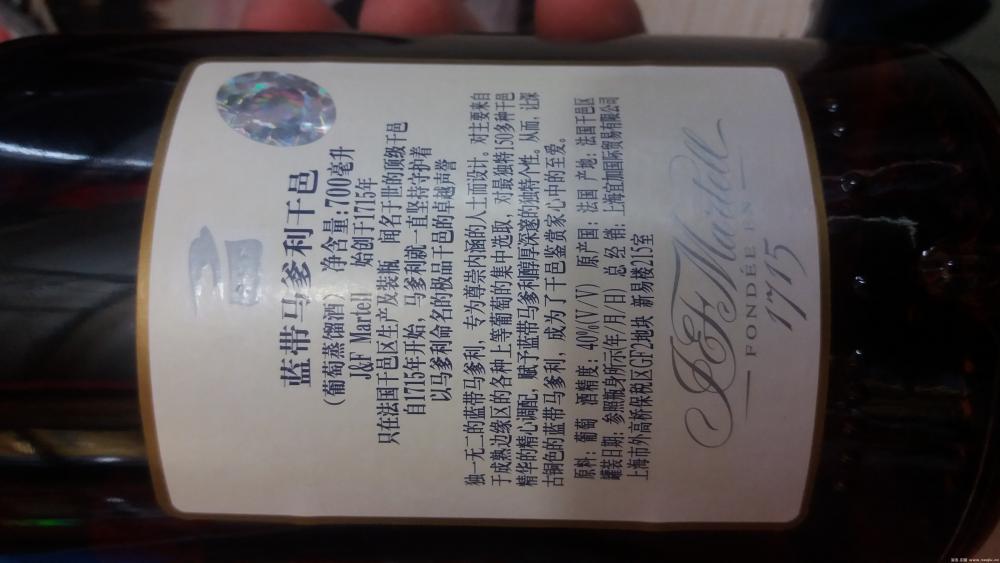 蓝带马爹利干邑
（葡萄蒸馏酒） 净含量：700毫升
J&F Martell 始创于1715年
只在法国干邑区生产及装瓶 闻名于世的顶级干邑
自1715年开始，马爹利就一直坚持守护着
以马爹利命名的极品干邑的卓越声誉
独一无二的蓝带马爹利，专为尊崇内涵的人士而设计。对主要来自
于成熟边缘区的各种上等葡萄的集中选取，对最独特150多种干邑
精华的精心调配，赋予蓝带马爹利醇厚深邃的独特个性。从而，让深
古铜色的蓝带马爹利，成为了干邑鉴赏家心中的至爱。
原料：葡萄 酒精度：40%(V/V) 原产国：法国 产地：法国干邑区
罐装日期：参照瓶身所示(年/月/日) 总经销：上海宜加国际贸易有限公司
上海市外高桥保税区GF2地块 新易楼215室
J&F Martell
FONDÉE EN
1715